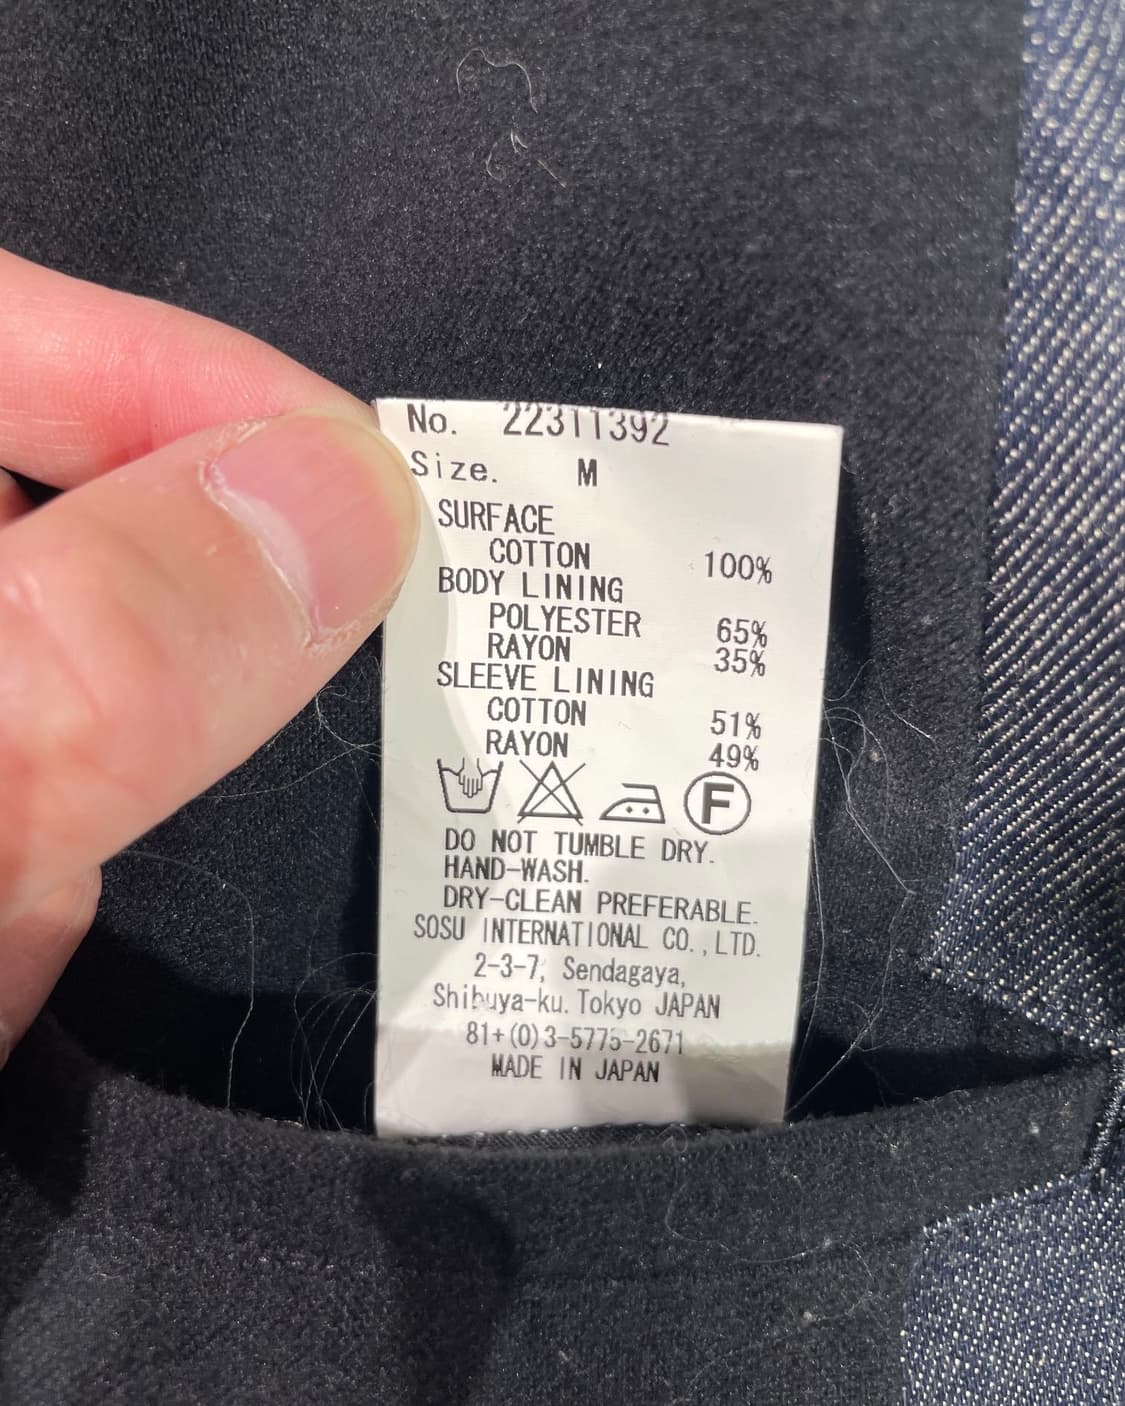 No. 22311392
Size. M
SURFACE
COTTON 100%
BODY LINING
POLYESTER 65%
RAYON 35%
SLEEVE LINING
COTTON 51%
RAYON 49%
F
DO NOT TUMBLE DRY.
HAND-WASH.
DRY-CLEAN PREFERABLE.
SOSU INTERNATIONAL CO.,LTD.
2-3-7, Sendagaya,
Shibuya-ku. Tokyo JAPAN
81+(0)3-5775-2671
MADE IN JAPAN